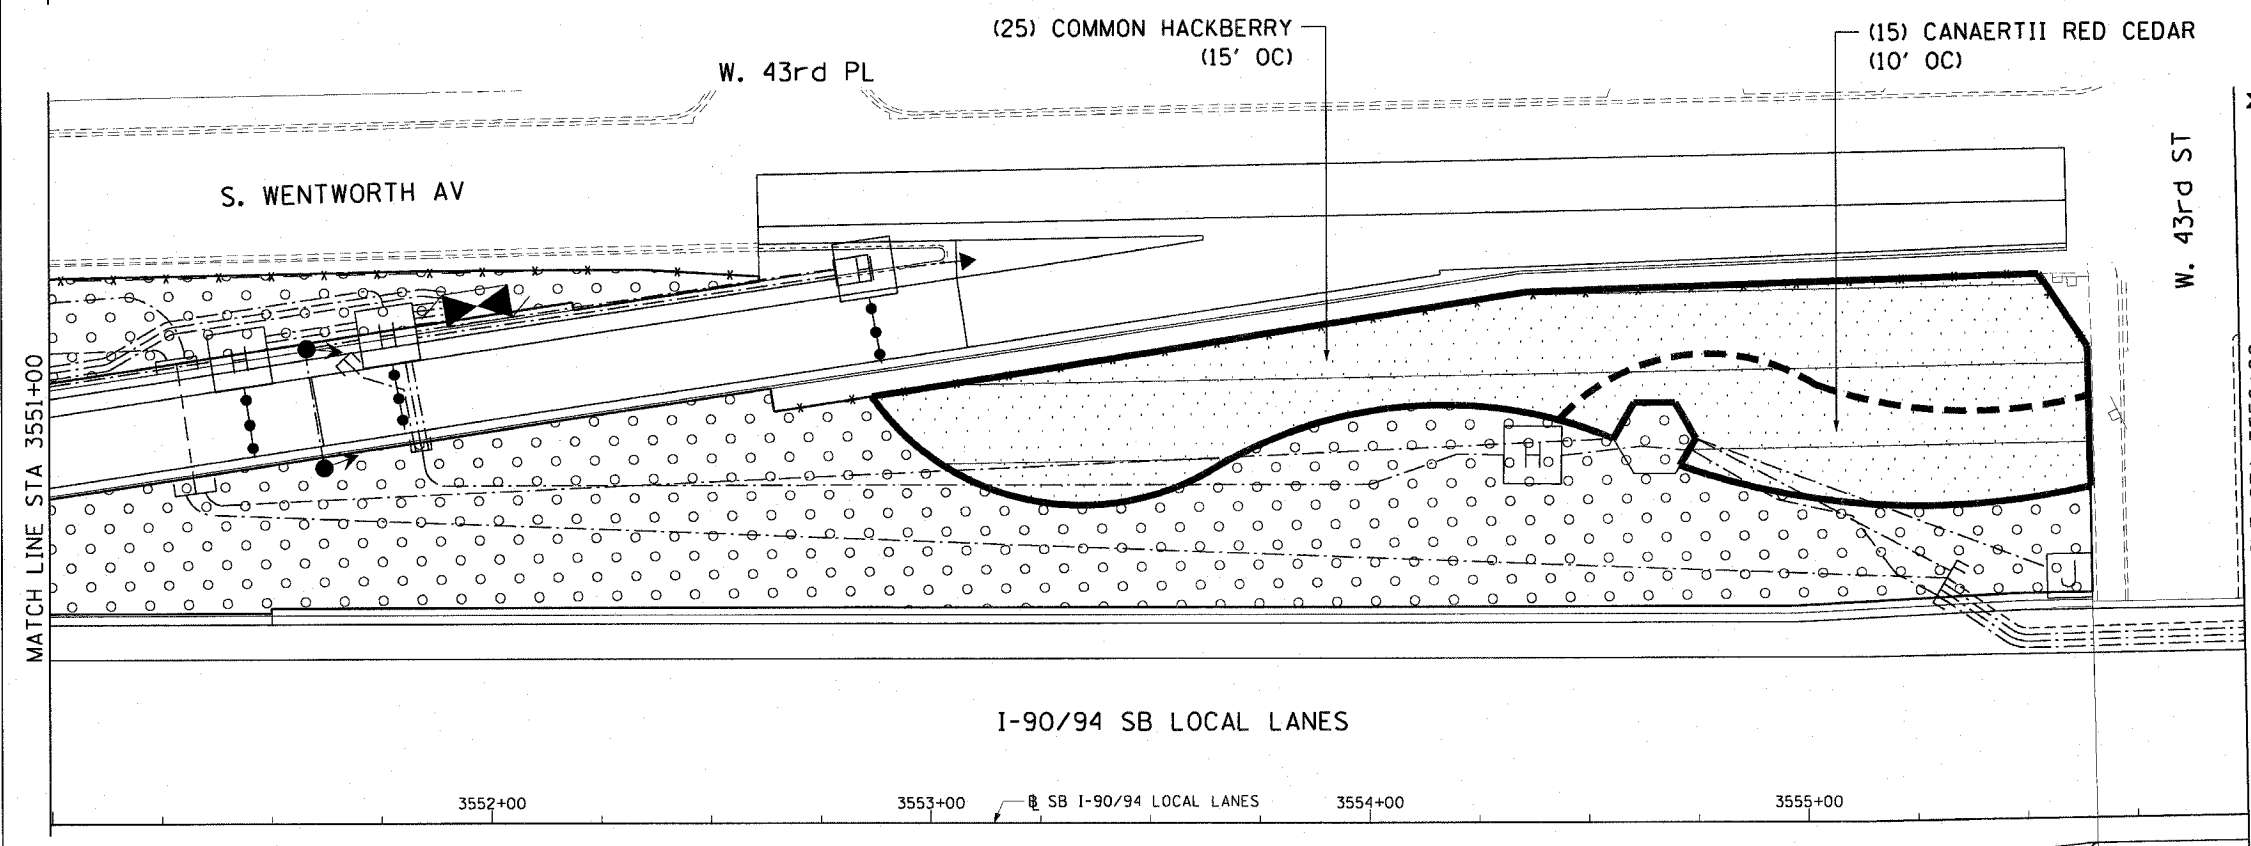 (25) COMMON HACKBERRY
(15' OC)
(15) CANAERTII RED CEDAR
(10' OC)
W. 43rd PL
S. WENTWORTH AV
W. 43rd ST
MATCH LINE STA 3551+00
H
H
H
H
J
I-90/94 SB LOCAL LANES
3552+00
3553+00
SB I-90/94 LOCAL LANES
3554+00
3555+00